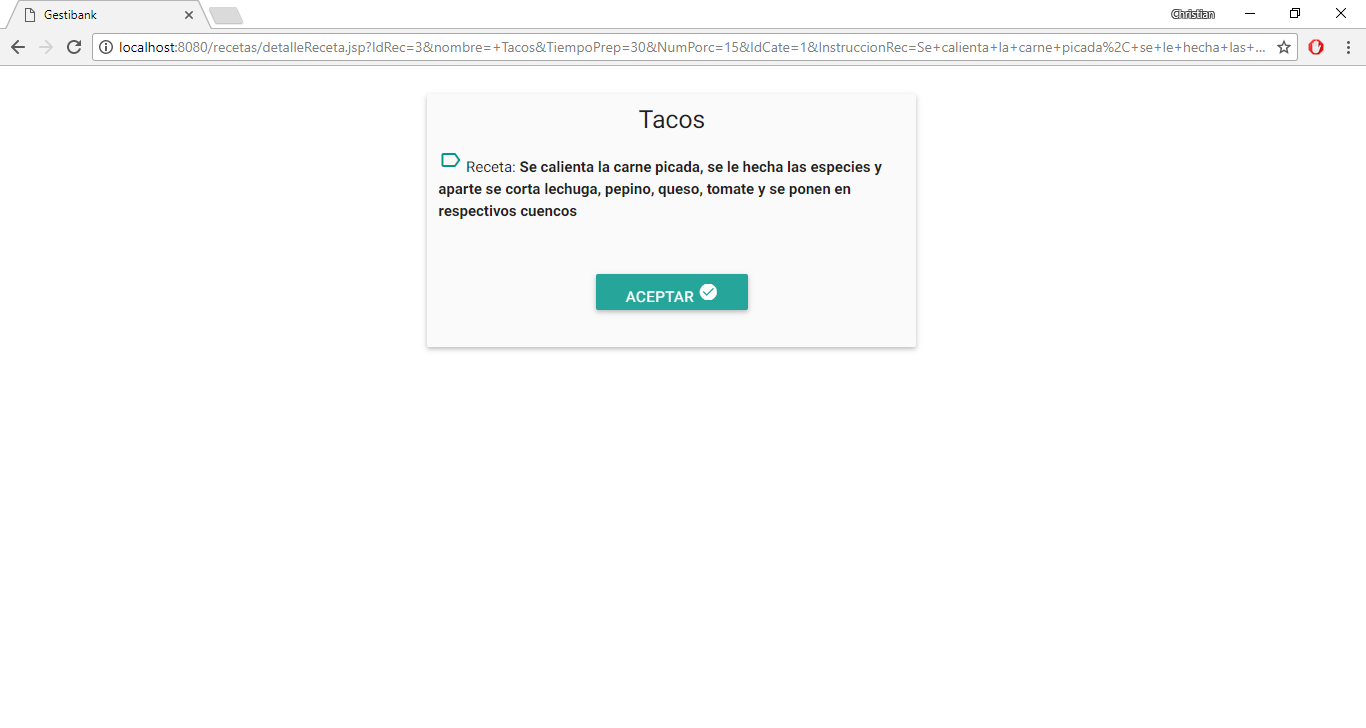 Gestibank
Christian
localhost:8080/recetas/detalleReceta.jsp?IdRec=3&nombre=+Tacos&TiempoPrep=30&NumPorc=15&IdCate=1&InstruccionRec=Se+calienta+la+carne+picada%2C+se+le+hecha+las+...
Tacos
Receta: Se calienta la carne picada, se le hecha las especies y
aparte se corta lechuga, pepino, queso, tomate y se ponen en
respectivos cuencos
ACEPTAR